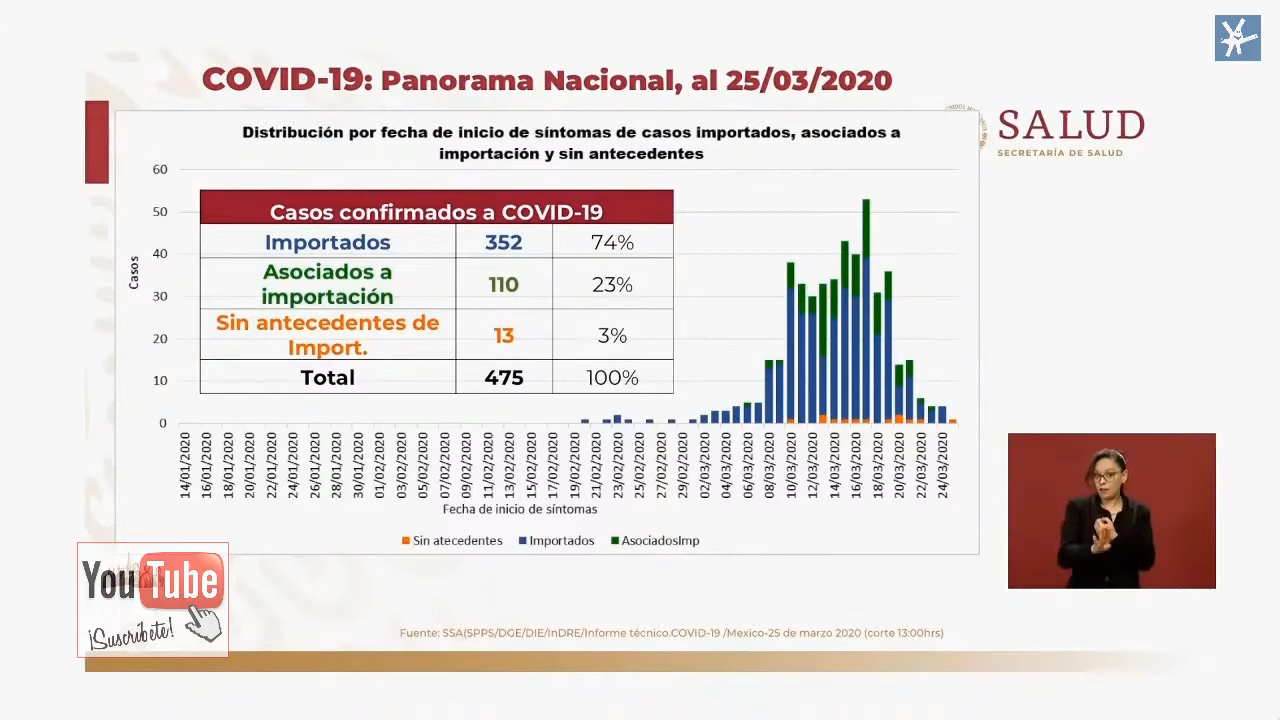 COVID-19: Panorama Nacional, al 25/03/2020
SALUD
SECRETARÍA DE SALUD
Distribución por fecha de inicio de síntomas de casos importados, asociados a
importación y sin antecedentes
60
50
40
30
20
10
0
Casos
Casos confirmados a COVID-19
Importados 352 74%
Asociados a
importación 110 23%
Sin antecedentes de
Import. 13 3%
Total 475 100%
14/01/2020
16/01/2020
18/01/2020
20/01/2020
22/01/2020
24/01/2020
26/01/2020
28/01/2020
30/01/2020
01/02/2020
03/02/2020
05/02/2020
07/02/2020
09/02/2020
11/02/2020
13/02/2020
15/02/2020
17/02/2020
19/02/2020
21/02/2020
23/02/2020
25/02/2020
27/02/2020
29/02/2020
02/03/2020
04/03/2020
06/03/2020
08/03/2020
10/03/2020
12/03/2020
14/03/2020
16/03/2020
18/03/2020
20/03/2020
22/03/2020
24/03/2020
Fecha de inicio de síntomas
Sin atecedentes Importados AsociadosImp
YouTube
¡Suscríbete!
Fuente: SSA(SPPS/DGE/DIE/InDRE/Informe técnico.COVID-19 /Mexico-25 de marzo 2020 (corte 13:00hrs)